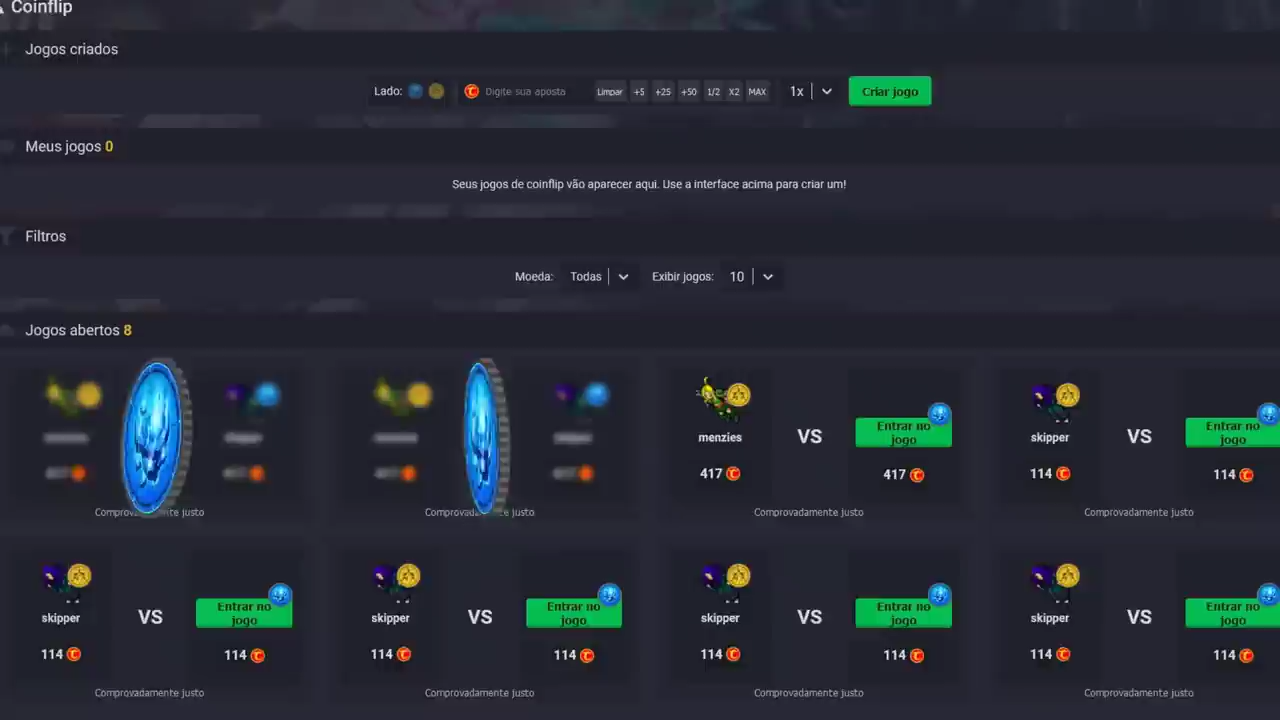 Coinflip
Jogos criados
Lado: Digite sua aposta Limpar +5 +25 +50 1/2 X2 MAX 1x Criar jogo
Meus jogos 0
Seus jogos de coinflip vão aparecer aqui. Use a interface acima para criar um!
Filtros
Moeda: Todas Exibir jogos: 10
Jogos abertos 8
menzies VS Entrar no jogo
417 417
skipper VS Entrar no jogo
114 114
Comprovadamente justo
Comprovadamente justo
skipper VS Entrar no jogo
114 114
skipper VS Entrar no jogo
114 114
skipper VS Entrar no jogo
114 114
skipper VS Entrar no jogo
114 114
Comprovadamente justo
Comprovadamente justo
Comprovadamente justo
Comprovadamente justo